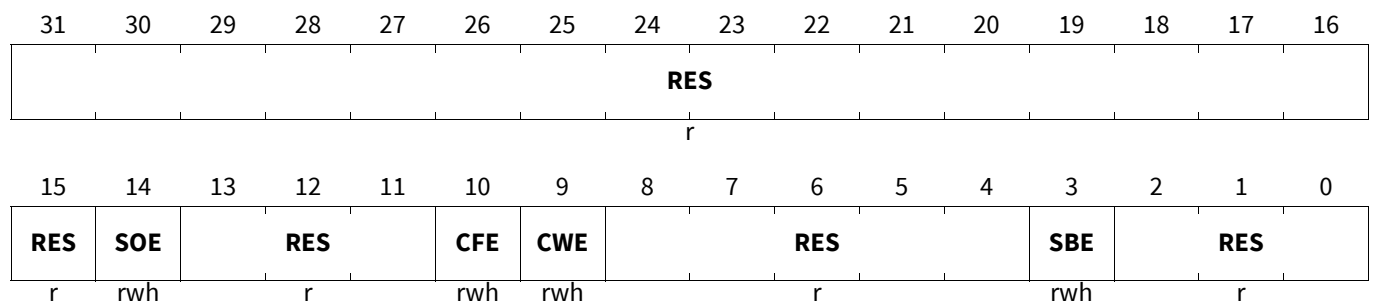 31 30 29 28 27 26 25 24 23 22 21 20 19 18 17 16
RES
r
15 14 13 12 11 10 9 8 7 6 5 4 3 2 1 0
RES SOE RES CFE CWE RES SBE RES
r rwh r rwh rwh r rwh r